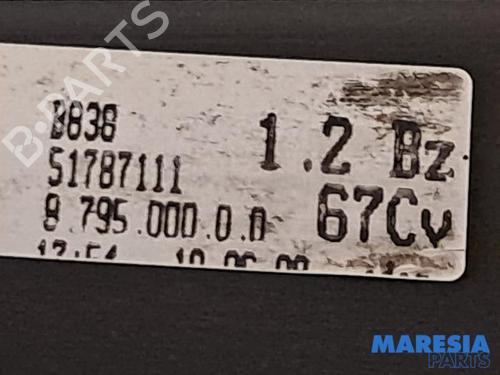 B838
51787111
8.795.000.0.0
1.2 Bz
67Cv
B-PARTS
MARESIA
PARTS